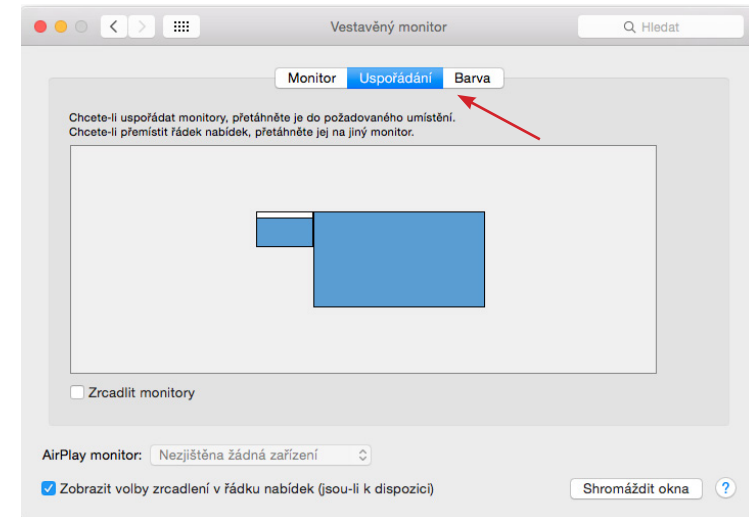 Vestavěný monitor
Hledat
Monitor Uspořádání Barva
Chcete-li uspořádat monitory, přetáhněte je do požadovaného umístění.
Chcete-li přemístit řádek nabídek, přetáhněte jej na jiný monitor.
Zrcadlit monitory
AirPlay monitor: Nezjištěna žádná zařízení
Zobrazit volby zrcadlení v řádku nabídek (jsou-li k dispozici)
Shromáždit okna ?